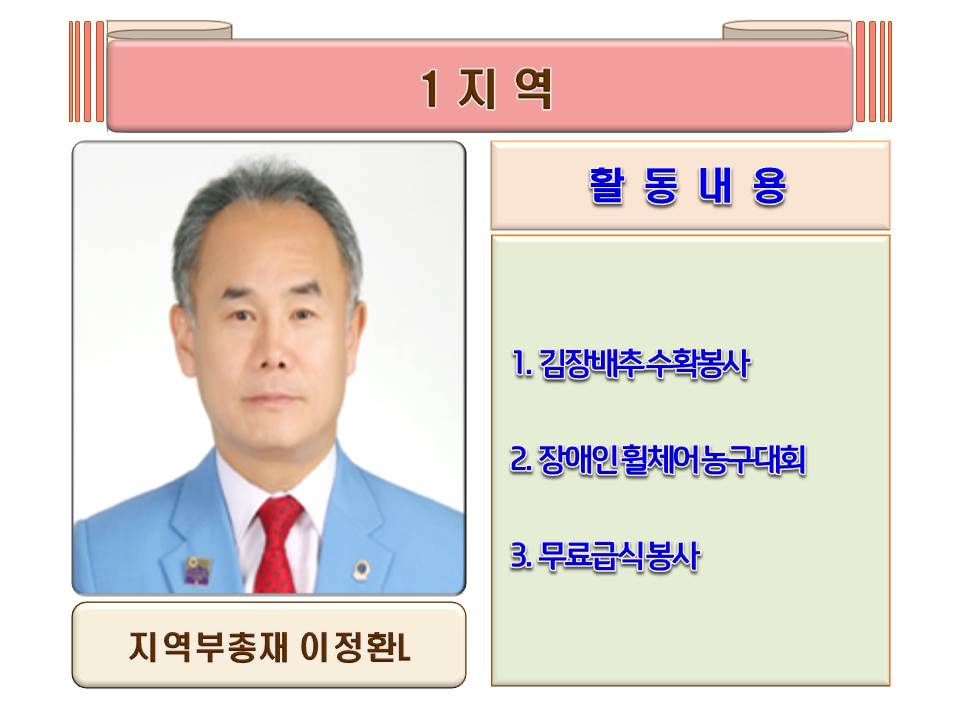 1 지 역
활 동 내 용
1. 김장배추 수확봉사
2. 장애인 휠체어 농구대회
3. 무료급식 봉사
지역부총재 이정환L